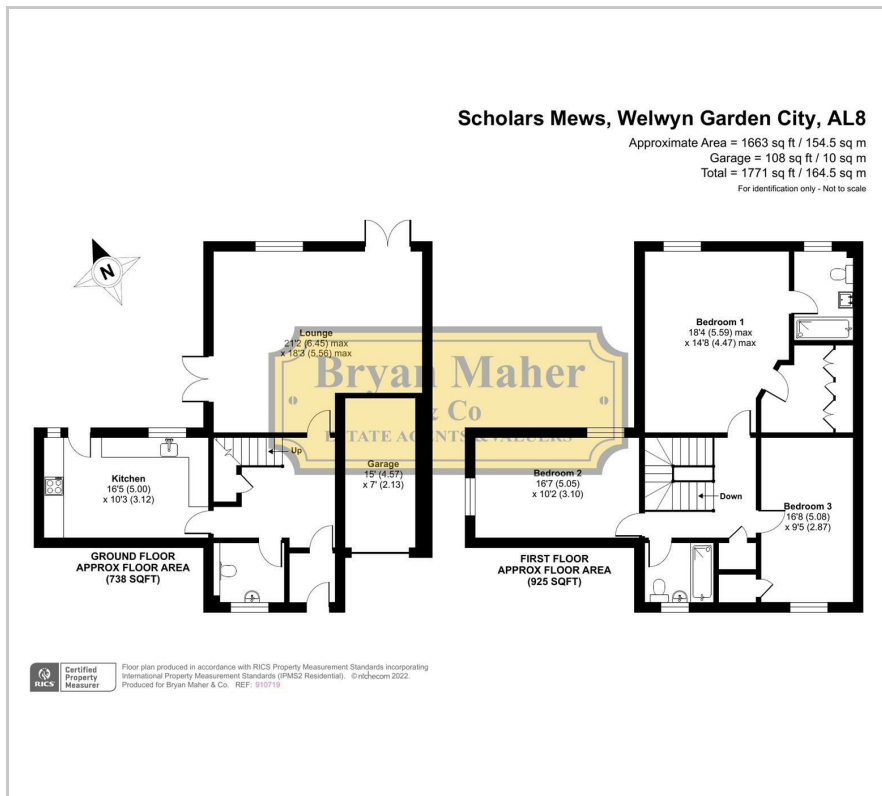 Scholars Mews, Welwyn Garden City, AL8
Approximate Area = 1663 sq ft / 154.5 sq m
Garage = 108 sq ft / 10 sq m
Total = 1771 sq ft / 164.5 sq m
For identification only - Not to scale
N
Lounge
21'2 (6.45) max
x 18'3 (5.56) max
Bedroom 1
18'4 (5.59) max
x 14'8 (4.47) max
Bryan Maher
& Co
ESTATE AGENTS & VALUERS
Up
Kitchen
16'5 (5.00)
x 10'3 (3.12)
Garage
15' (4.57)
x 7' (2.13)
Bedroom 2
16'7 (5.05)
x 10'2 (3.10)
Down
Bedroom 3
16'8 (5.08)
x 9'5 (2.87)
GROUND FLOOR
APPROX FLOOR AREA
(738 SQFT)
FIRST FLOOR
APPROX FLOOR AREA
(925 SQFT)
RICS
Certified
Property
Measurer
Floor plan produced in accordance with RICS Property Measurement Standards incorporating
International Property Measurement Standards (IPMS2 Residential). © nichecom 2022.
Produced for Bryan Maher & Co. REF: 910719